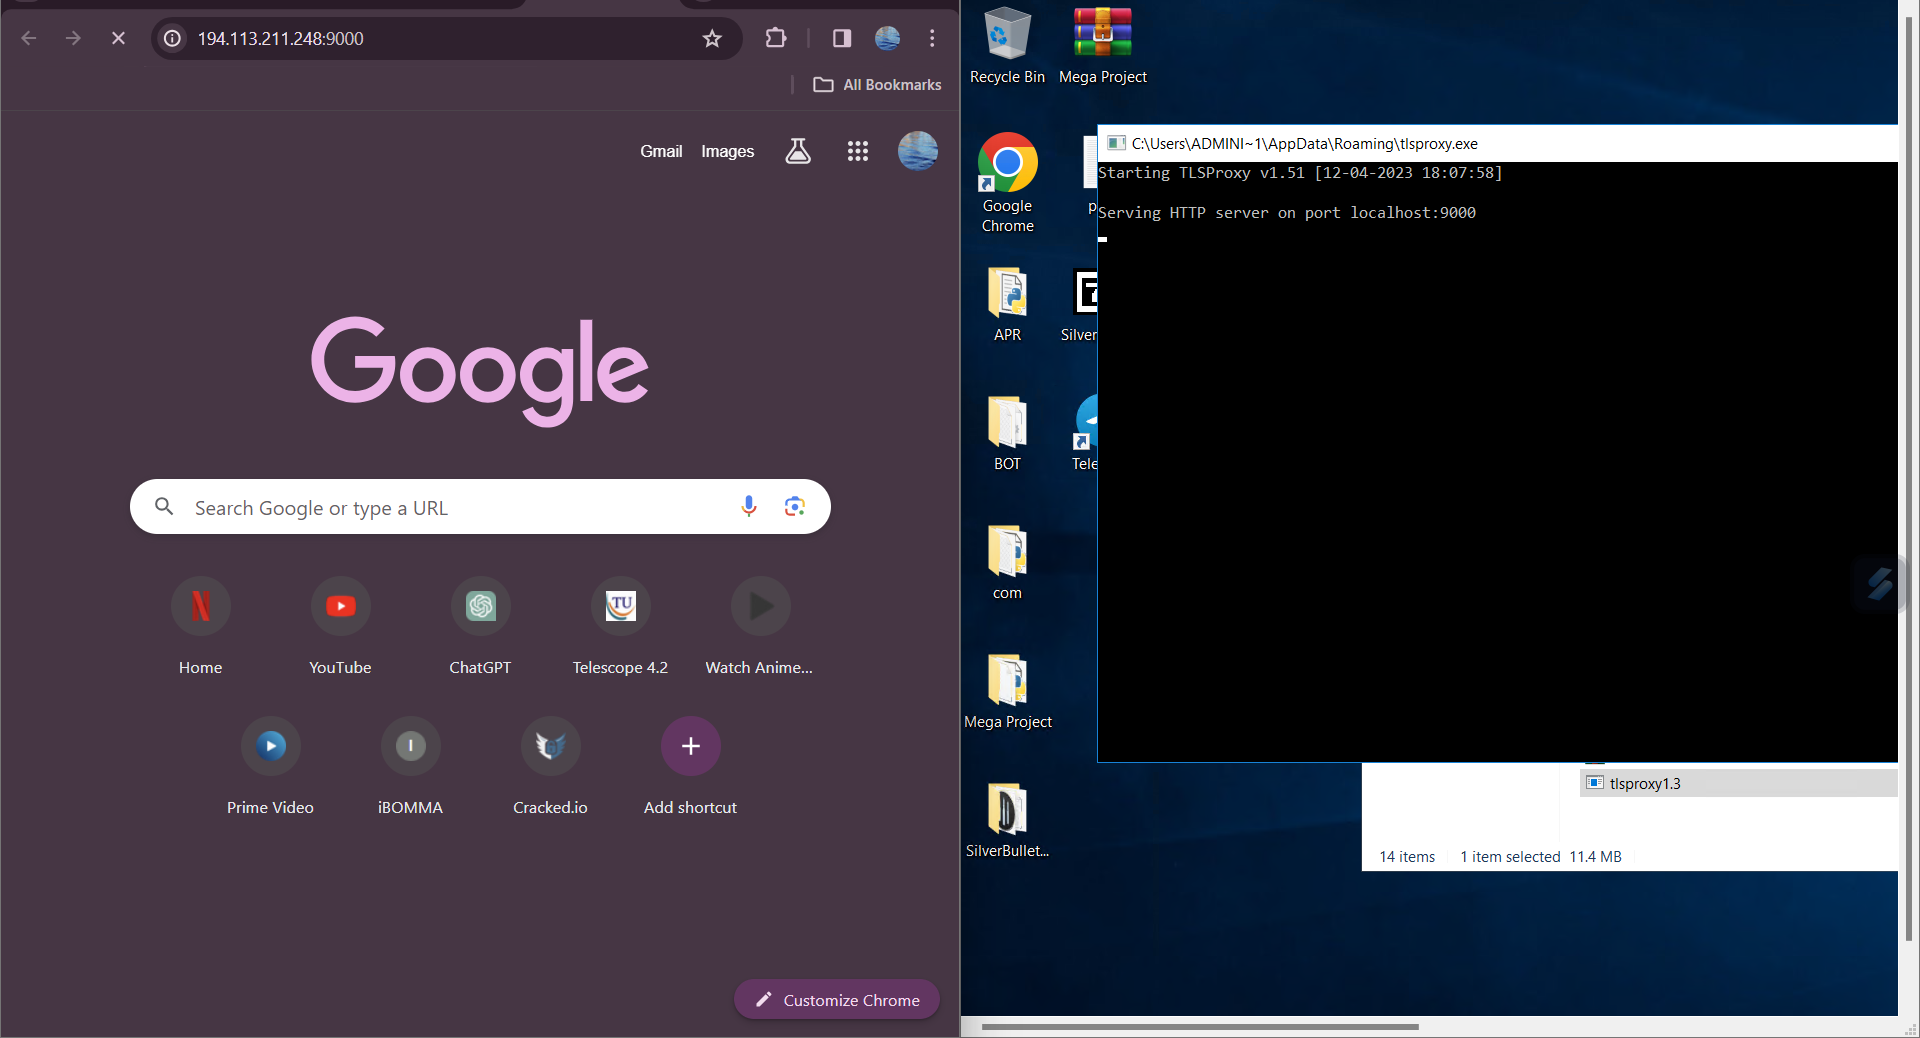 194.113.211.248:9000
All Bookmarks
Gmail Images
Google
Search Google or type a URL
Home
YouTube
ChatGPT
TU
Telescope 4.2
Watch Anime...
Prime Video
I
iBOMMA
Cracked.io
Add shortcut
Customize Chrome
Recycle Bin
Mega Project
Google
Chrome
p
APR
Silver
BOT
Tele
com
Mega Project
SilverBullet...
C:\Users\ADMINI~1\AppData\Roaming\tlsproxy.exe
Starting TLSProxy v1.51 [12-04-2023 18:07:58]
Serving HTTP server on port localhost:9000
tlsproxy1.3
14 items 1 item selected 11.4 MB